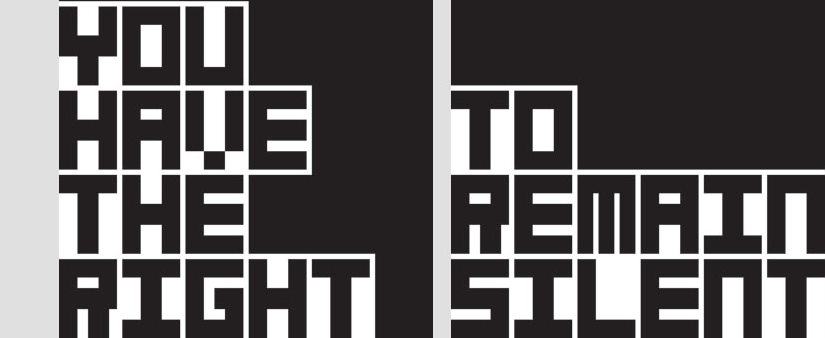 YOU
HAVE
THE
RIGHT
TO
REMAIN
SILENT